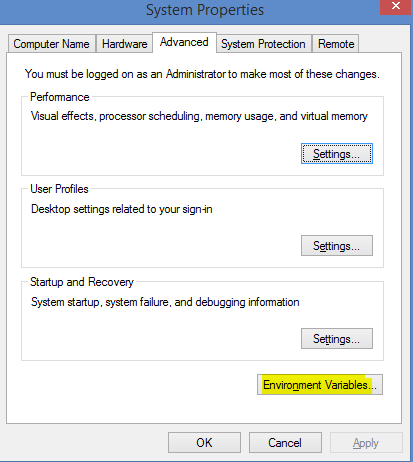 System Properties
Computer Name Hardware Advanced System Protection Remote
You must be logged on as an Administrator to make most of these changes.
Performance
Visual effects, processor scheduling, memory usage, and virtual memory
Settings...
User Profiles
Desktop settings related to your sign-in
Settings...
Startup and Recovery
System startup, system failure, and debugging information
Settings...
Environment Variables...
OK Cancel Apply